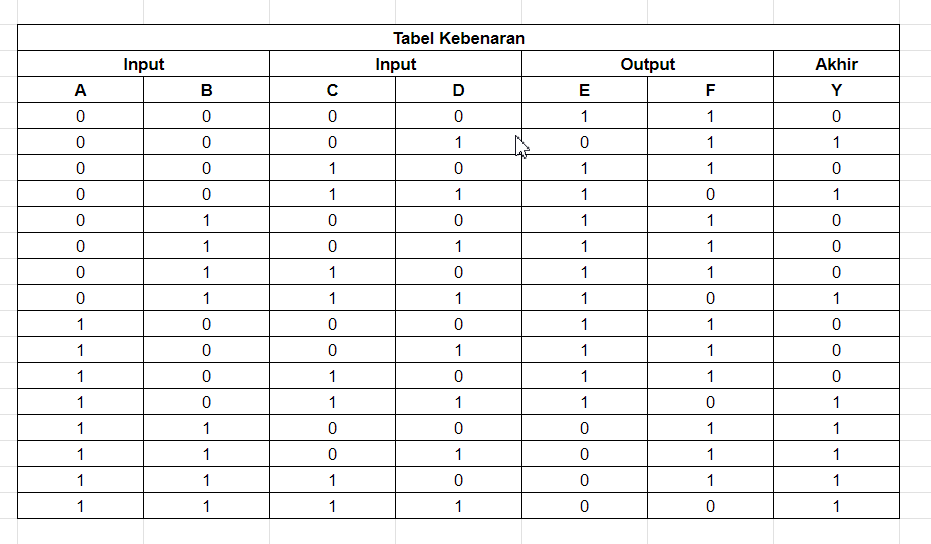 Tabel Kebenaran
Input Input Output Akhir
A B C D E F Y
0 0 0 0 1 1 0
0 0 0 1 0 1 1
0 0 1 0 1 1 0
0 0 1 1 1 0 1
0 1 0 0 1 1 0
0 1 0 1 1 1 0
0 1 1 0 1 1 0
0 1 1 1 1 0 1
1 0 0 0 1 1 0
1 0 0 1 1 1 0
1 0 1 0 1 1 0
1 0 1 1 1 0 1
1 1 0 0 0 1 1
1 1 0 1 0 1 1
1 1 1 0 0 1 1
1 1 1 1 0 0 1